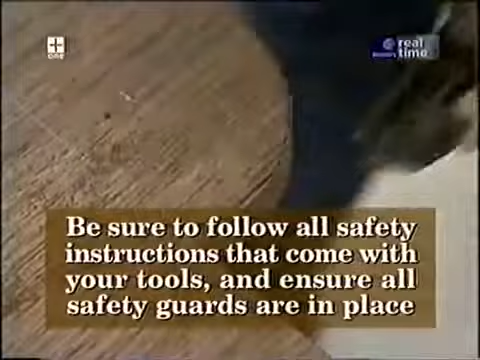 +
one
real
time
Be sure to follow all safety
instructions that come with
your tools, and ensure all
safety guards are in place